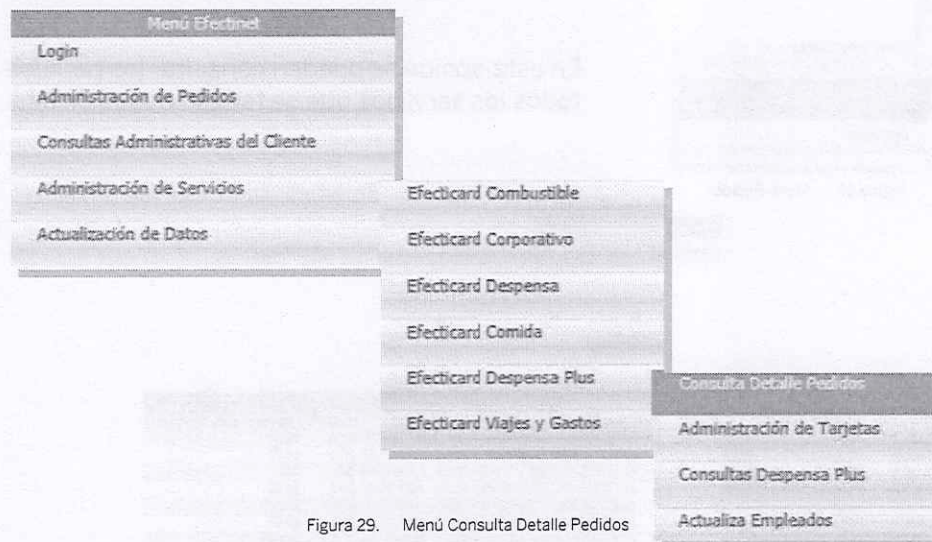 Menú Efectinet
Login
Administración de Pedidos
Consultas Administrativas del Cliente
Administración de Servicios
Actualización de Datos
Efecticard Combustible
Efecticard Corporativo
Efecticard Despensa
Efecticard Comida
Efecticard Despensa Plus
Efecticard Viajes y Gastos
Consulta Detalle Pedidos
Administración de Tarjetas
Consultas Despensa Plus
Actualiza Empleados
Figura 29. Menú Consulta Detalle Pedidos